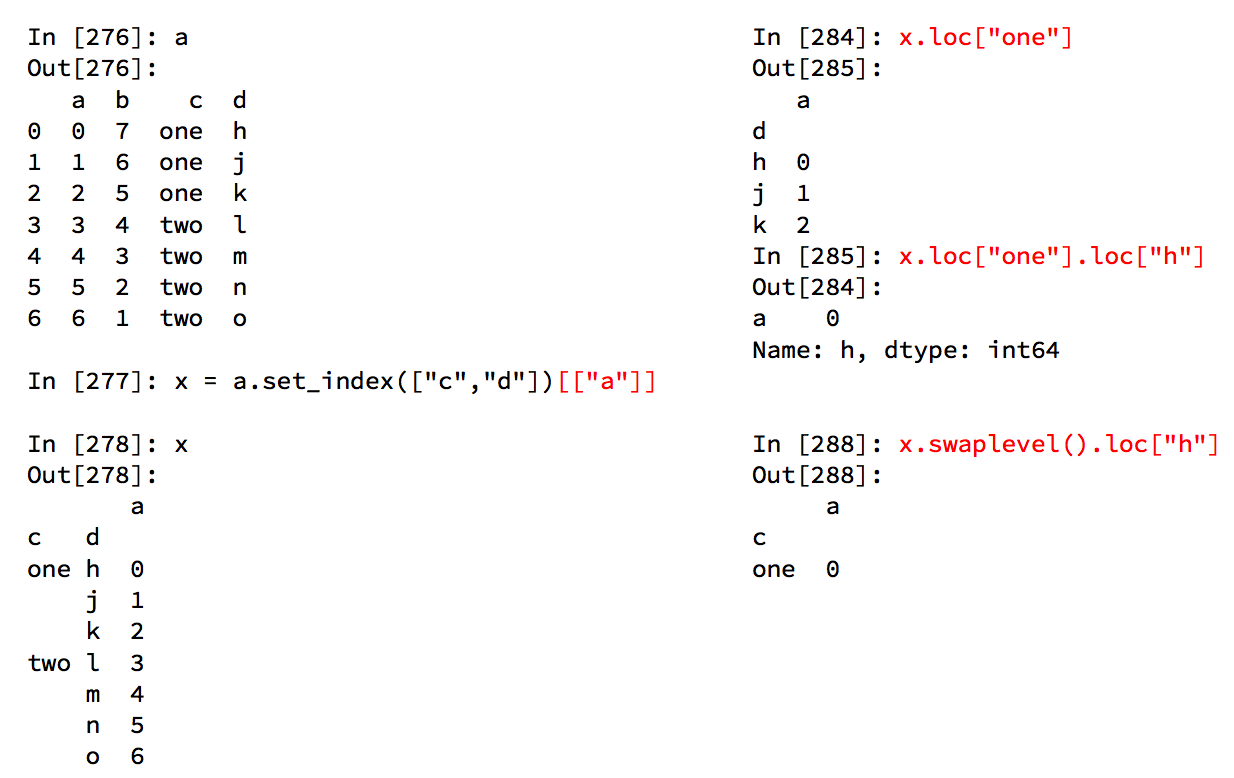 In [276]: a
Out[276]:
   a  b    c  d
0  0  7  one  h
1  1  6  one  j
2  2  5  one  k
3  3  4  two  l
4  4  3  two  m
5  5  2  two  n
6  6  1  two  o
In [277]: x = a.set_index(["c","d"])[["a"]]
In [278]: x
Out[278]:
       a
c   d
one h  0
    j  1
    k  2
two l  3
    m  4
    n  5
    o  6
In [284]: x.loc["one"]
Out[285]:
   a
d
h  0
j  1
k  2
In [285]: x.loc["one"].loc["h"]
Out[284]:
a    0
Name: h, dtype: int64
In [288]: x.swaplevel().loc["h"]
Out[288]:
     a
c
one  0